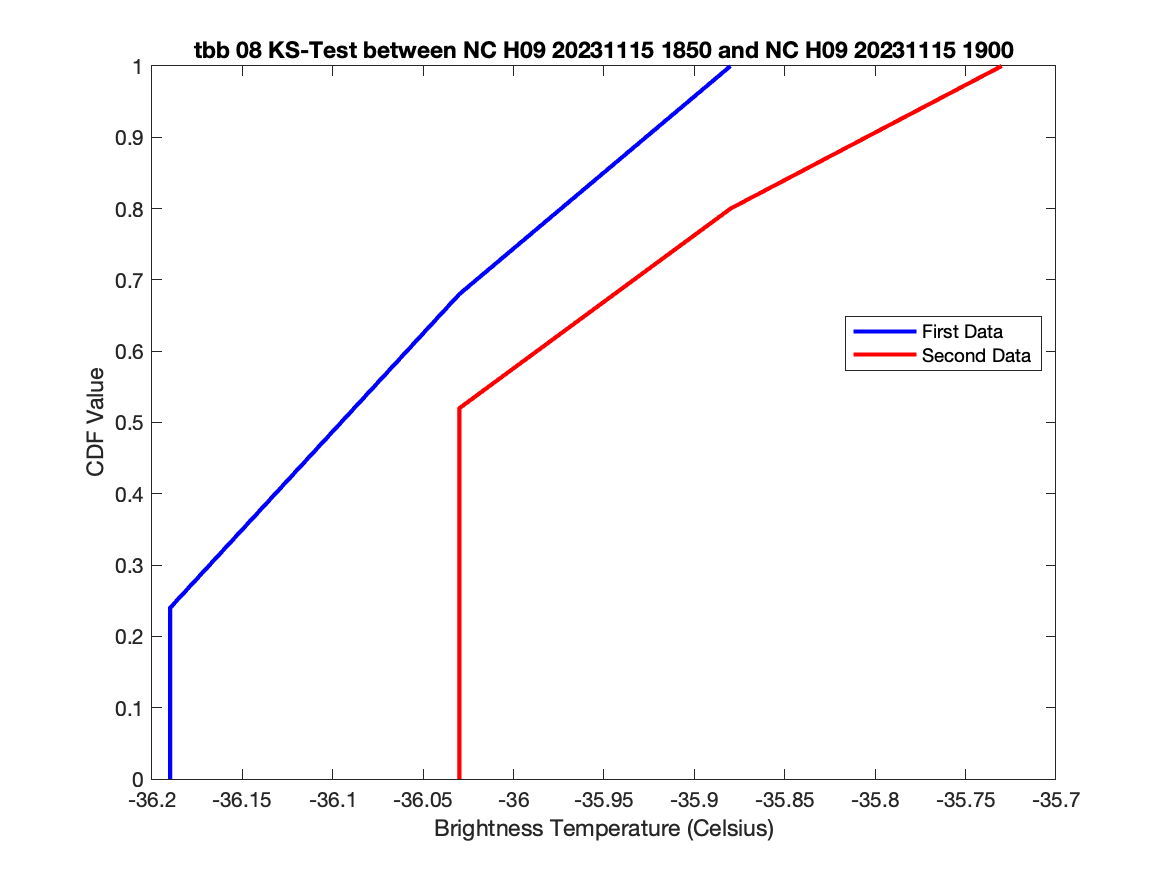 tbb 08 KS-Test between NC H09 20231115 1850 and NC H09 20231115 1900
1
0.9
0.8
0.7
0.6
0.5
0.4
0.3
0.2
0.1
0
CDF Value
First Data
Second Data
-36.2 -36.15 -36.1 -36.05 -36 -35.95 -35.9 -35.85 -35.8 -35.75 -35.7
Brightness Temperature (Celsius)